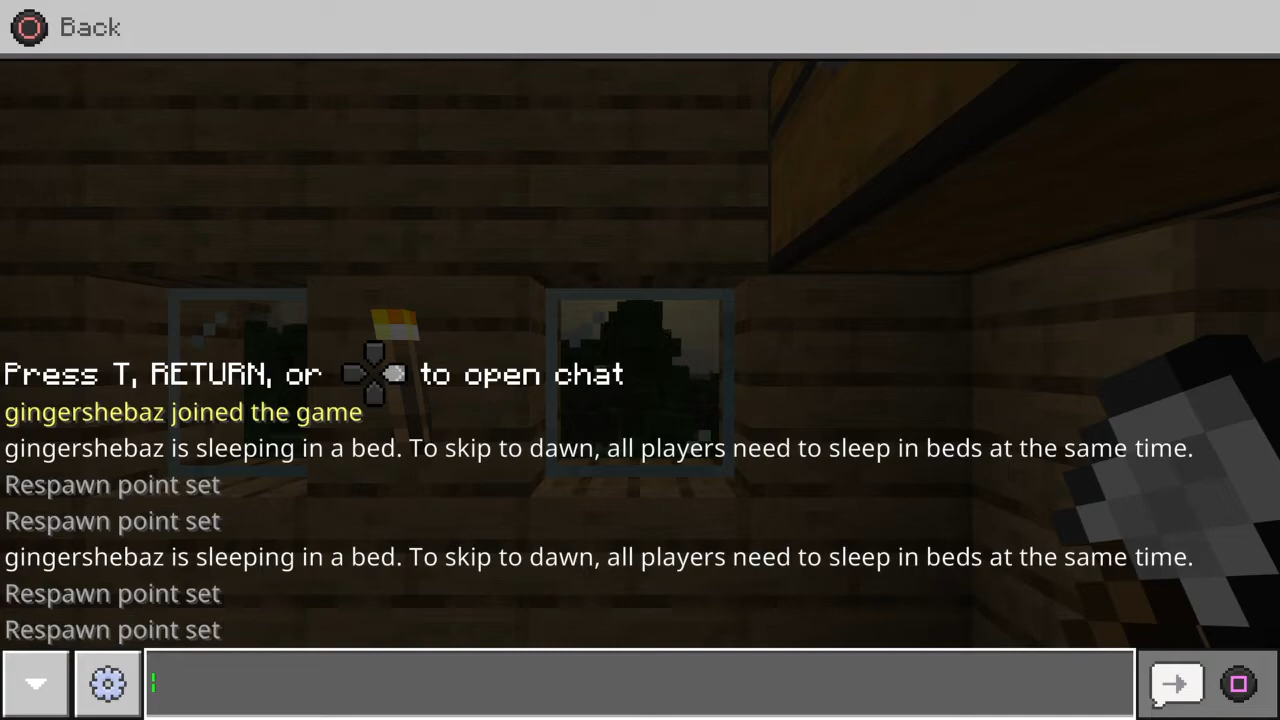 Back
Press T, RETURN, or to open chat
gingershebaz joined the game
gingershebaz is sleeping in a bed. To skip to dawn, all players need to sleep in beds at the same time.
Respawn point set
Respawn point set
gingershebaz is sleeping in a bed. To skip to dawn, all players need to sleep in beds at the same time.
Respawn point set
Respawn point set